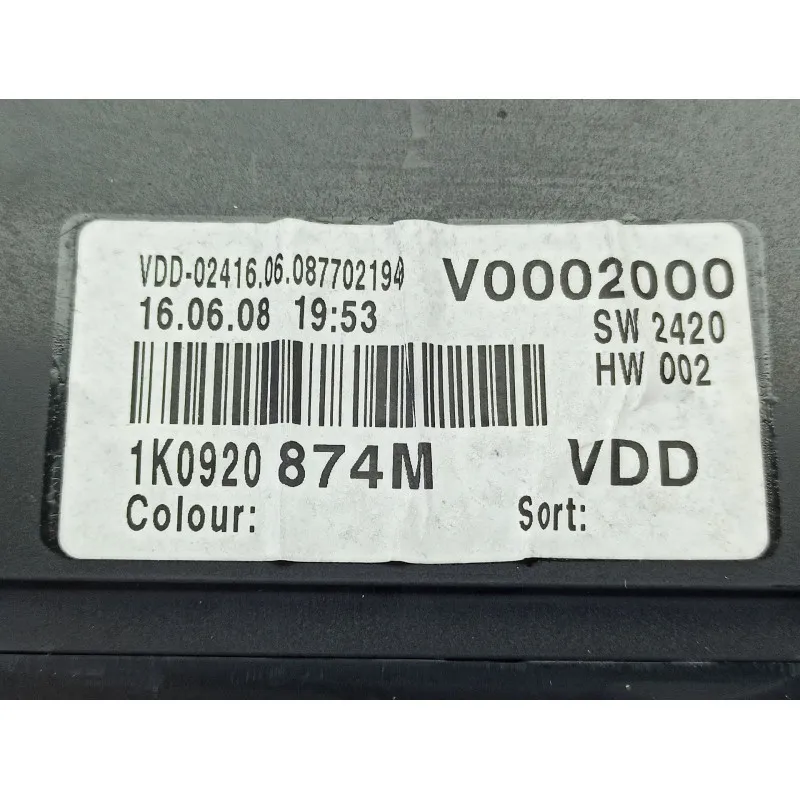 VDD-02416.06.087702194 V0002000
16.06.08 19:53 SW 2420
HW 002
1K0920 874M VDD
Colour: Sort: